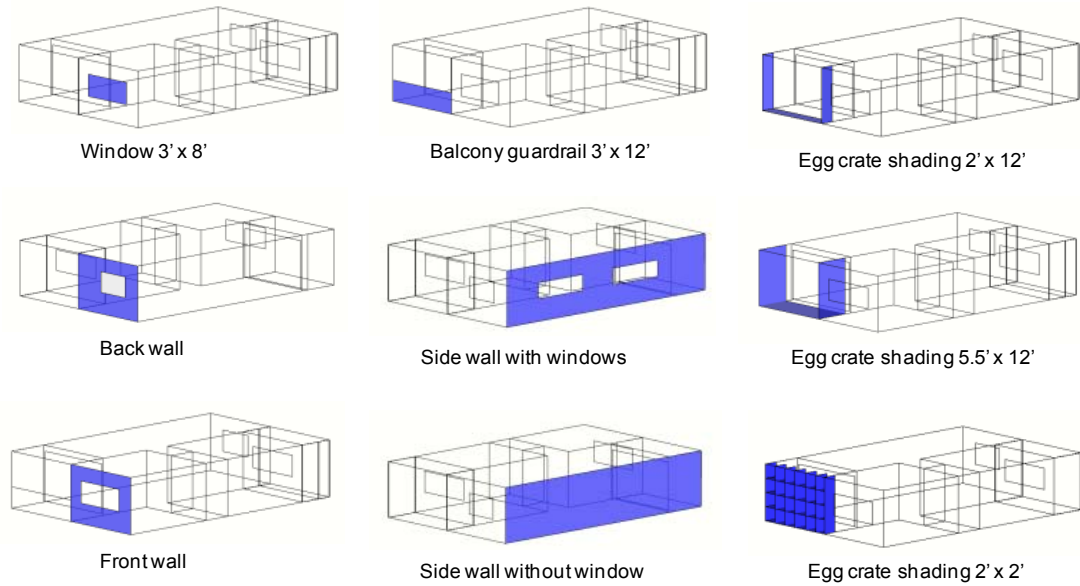 Window 3’ x 8’
Balcony guardrail 3’ x 12’
Egg crate shading 2’ x 12’
Back wall
Side wall with windows
Egg crate shading 5.5’ x 12’
Front wall
Side wall without window
Egg crate shading 2’ x 2’